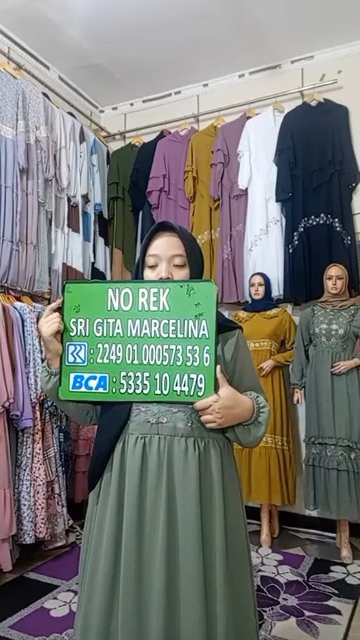 NO REK
SRI GITA MARCELINA
: 2249 01 000573 53 6
BCA : 5335 10 4479